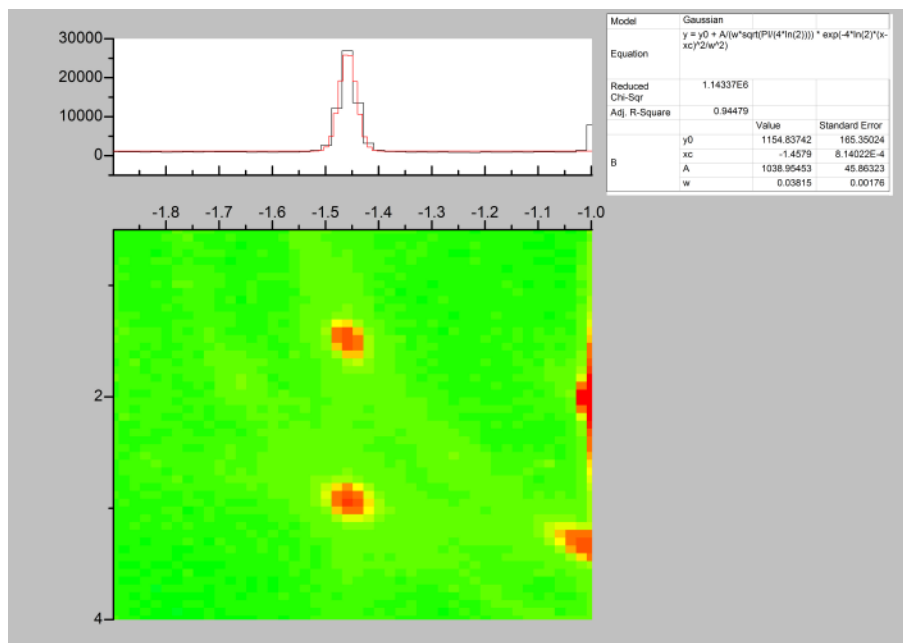 30000
20000
10000
0
-1.8 -1.7 -1.6 -1.5 -1.4 -1.3 -1.2 -1.1 -1.0
2
4
Model Gaussian
Equation y = y0 + A/(w*sqrt(PI/(4*ln(2)))) * exp(-4*ln(2)*(x-
xc)^2/w^2)
Reduced
Chi-Sqr 1.14337E6
Adj. R-Square 0.94479
Value Standard Error
B y0 1154.83742 165.35024
xc -1.4579 8.14022E-4
A 1038.95453 45.86323
w 0.03815 0.00176